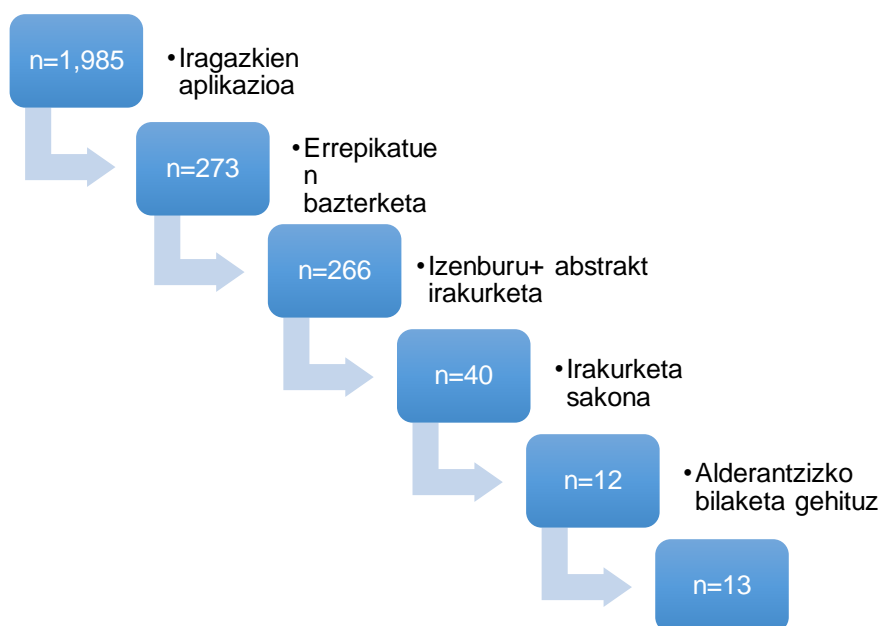 n=1,985
•Iragazkien
aplikazioa
n=273
•Errepikatue
n
bazterketa
n=266
•Izenburu+ abstrakt
irakurketa
n=40
•Irakurketa
sakona
n=12
•Alderantzizko
bilaketa gehituz
n=13